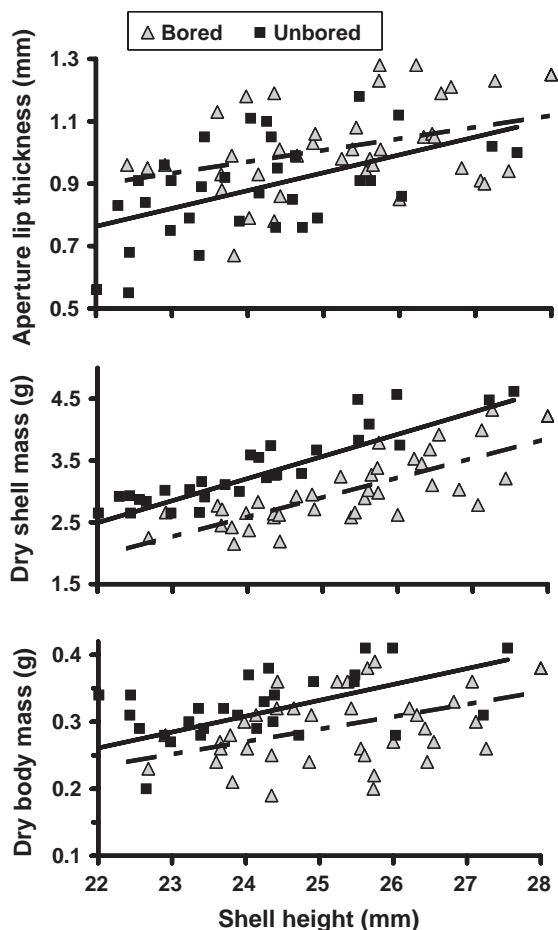 Bored Unbored
Aperture lip thickness (mm)
1.3
1.1
0.9
0.7
0.5
Dry shell mass (g)
4.5
3.5
2.5
1.5
Dry body mass (g)
0.4
0.3
0.2
0.1
22 23 24 25 26 27 28
Shell height (mm)